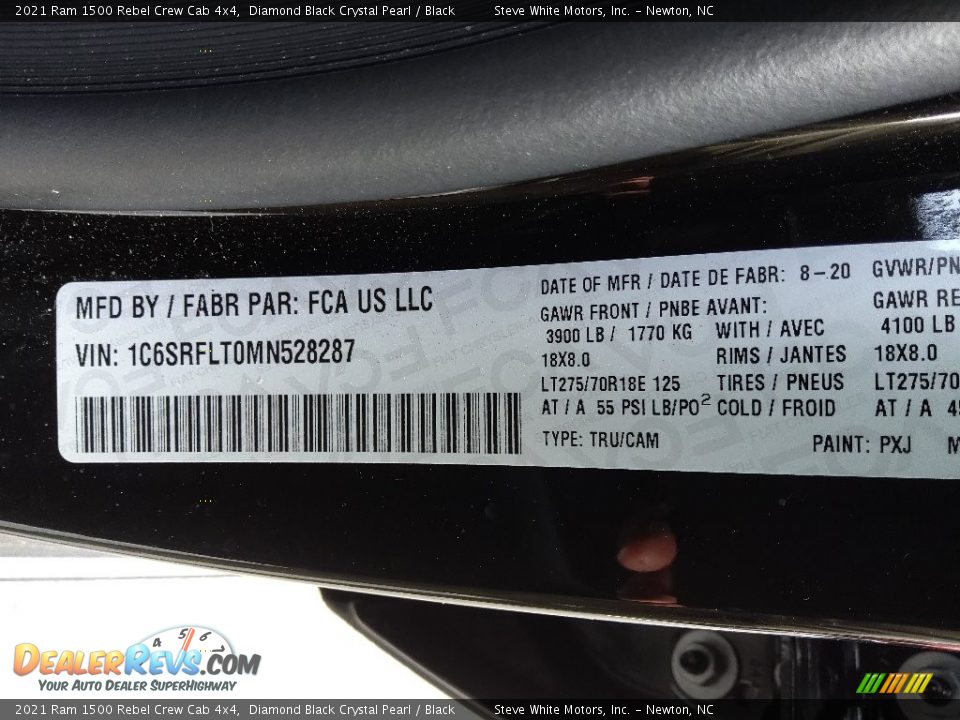 2021 Ram 1500 Rebel Crew Cab 4x4, Diamond Black Crystal Pearl / Black Steve White Motors, Inc. - Newton, NC
MFD BY / FABR PAR: FCA US LLC
VIN: 1C6SRFLT0MN528287
DATE OF MFR / DATE DE FABR: 8-20 GVWR/PN
GAWR FRONT / PNBE AVANT: GAWR RE
3900 LB / 1770 KG WITH / AVEC 4100 LB
18X8.0 RIMS / JANTES 18X8.0
LT275/70R18E 125 TIRES / PNEUS LT275/70
AT / A 55 PSI LB/PO² COLD / FROID AT / A 4
TYPE: TRU/CAM PAINT: PXJ M
4 5 6
DEALERREVS.COM
YOUR AUTO DEALER SUPERHIGHWAY
2021 Ram 1500 Rebel Crew Cab 4x4, Diamond Black Crystal Pearl / Black Steve White Motors, Inc. - Newton, NC